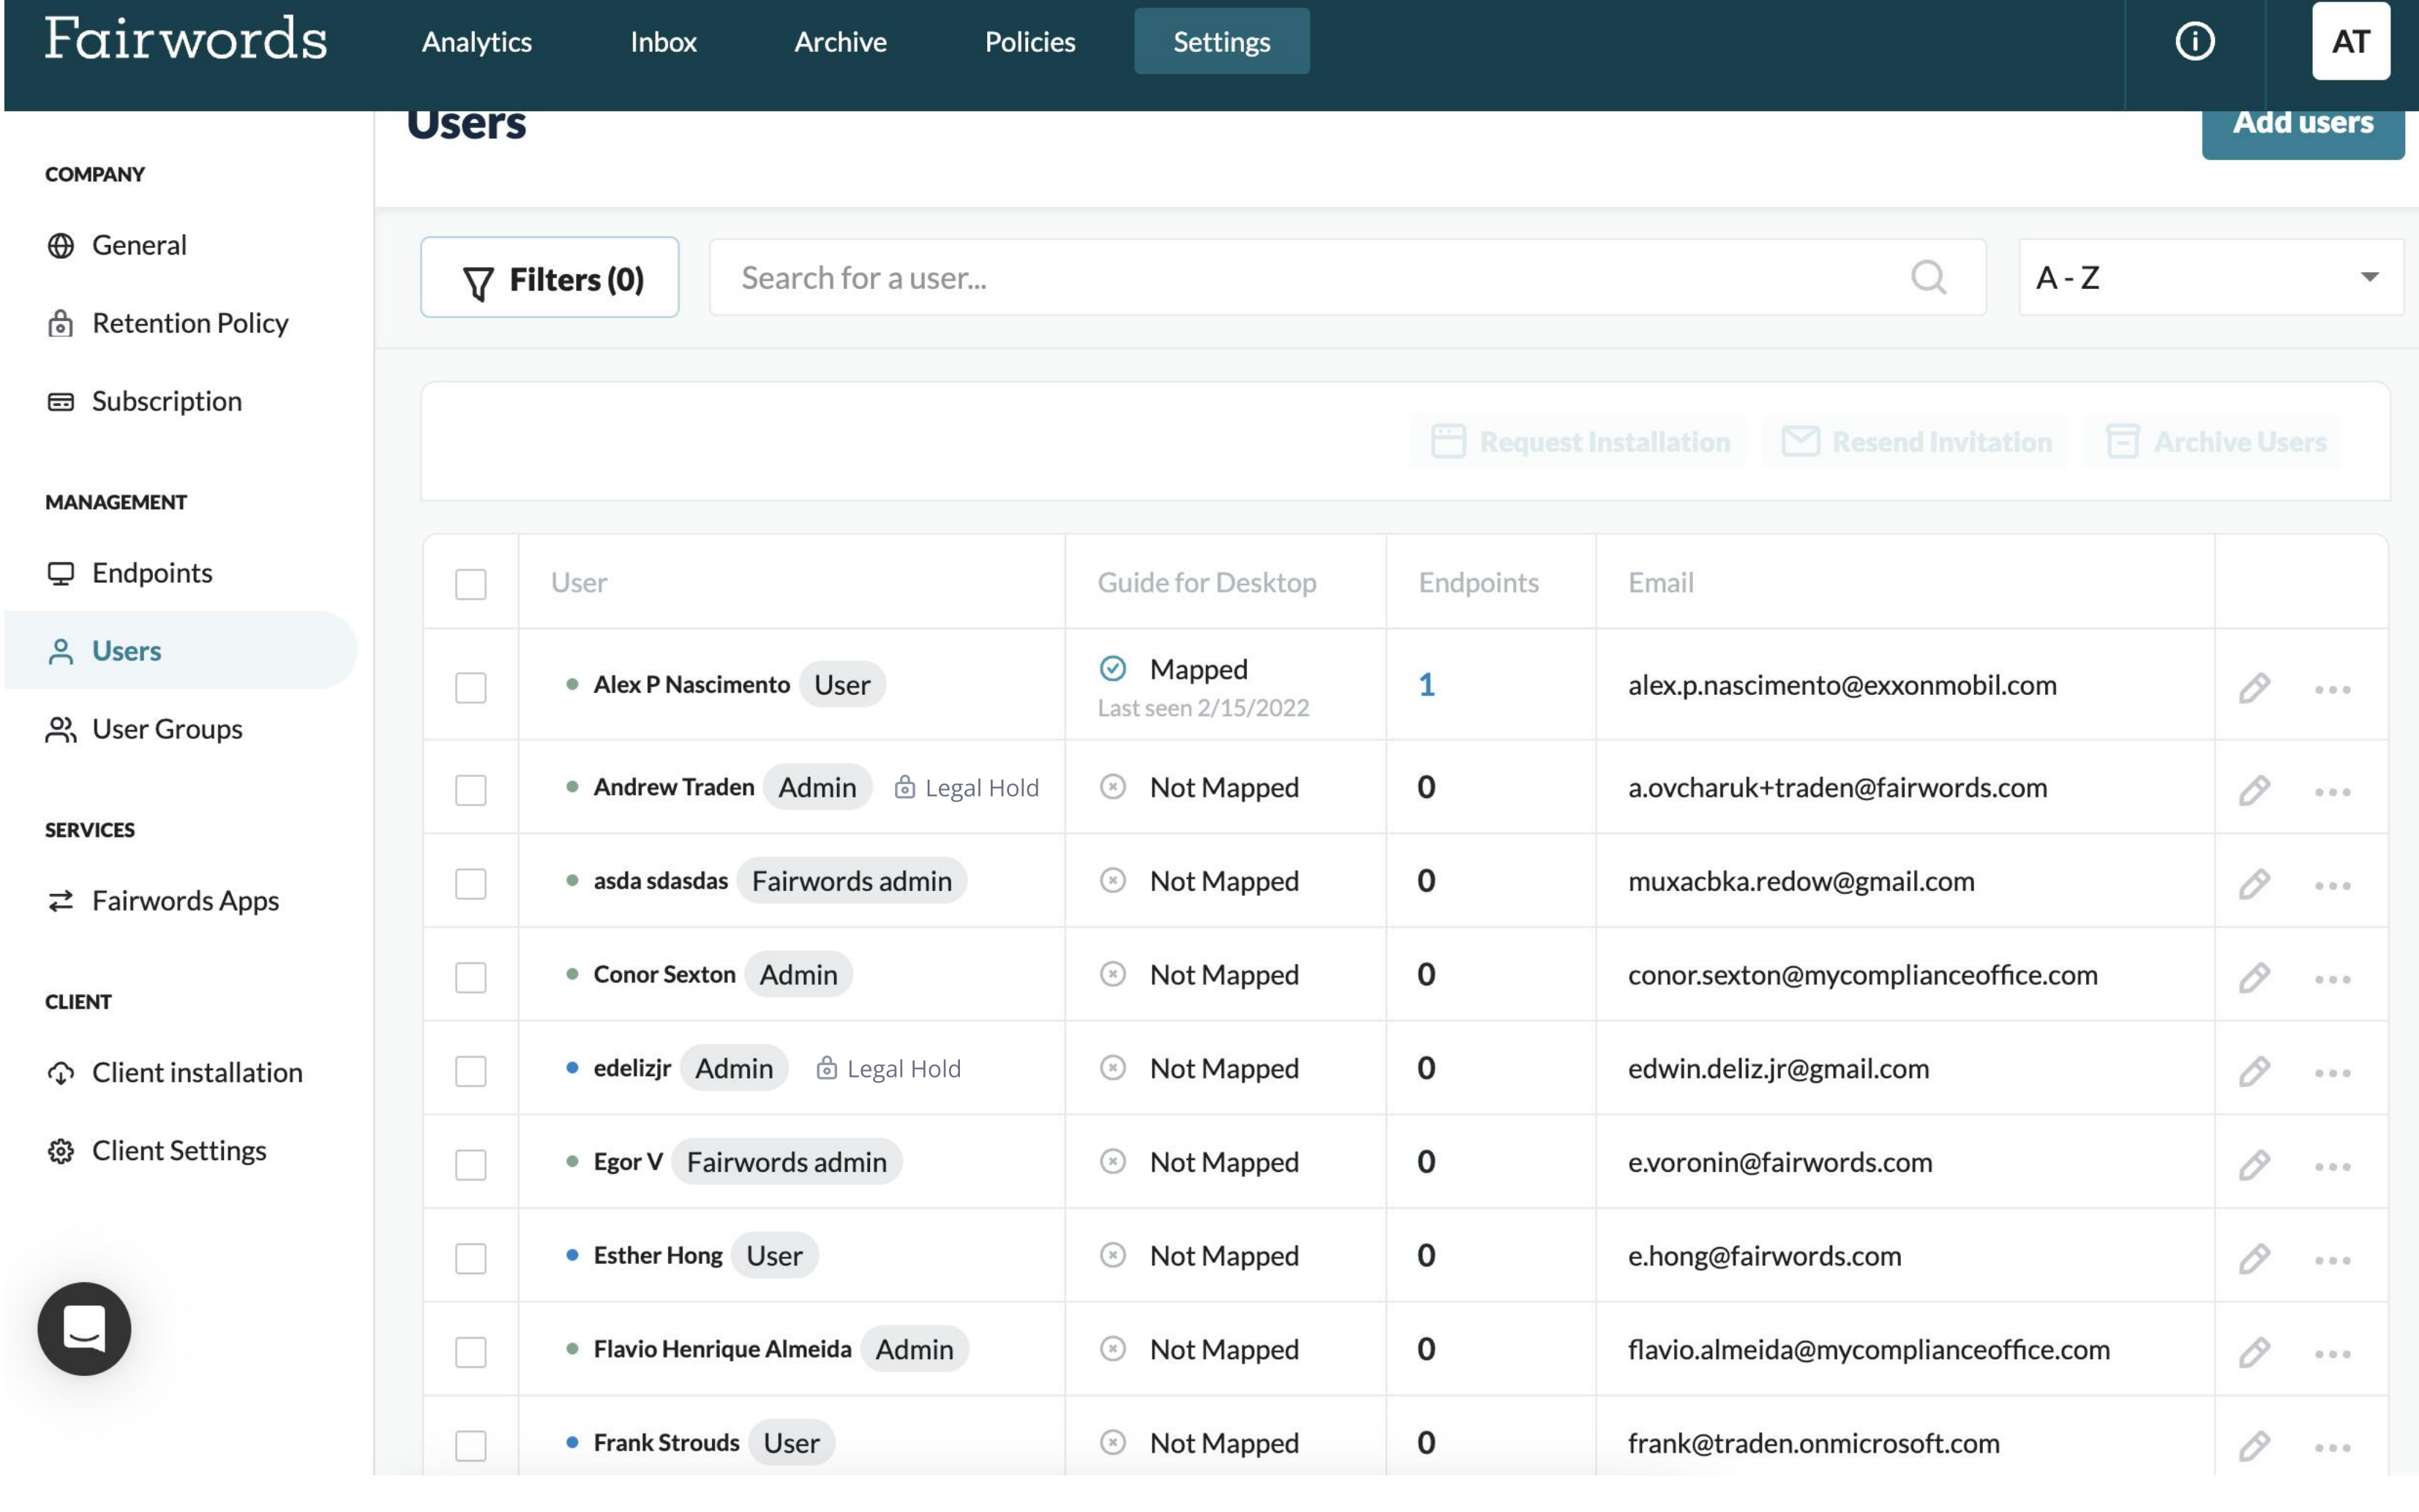 Fairwords Analytics Inbox Archive Policies Settings AT
Users Add users
COMPANY
General
Retention Policy
Subscription
MANAGEMENT
Endpoints
Users
User Groups
SERVICES
Fairwords Apps
CLIENT
Client installation
Client Settings
Filters (0) Search for a user... A - Z
Request Installation Resend Invitation Archive Users
User Guide for Desktop Endpoints Email
Alex P Nascimento User Mapped 1 alex.p.nascimento@exxonmobil.com
Last seen 2/15/2022
Andrew Traden Admin Legal Hold Not Mapped 0 a.ovcharuk+traden@fairwords.com
asda sdasdas Fairwords admin Not Mapped 0 muxacbka.redow@gmail.com
Conor Sexton Admin Not Mapped 0 conor.sexton@mycomplianceoffice.com
edelizjr Admin Legal Hold Not Mapped 0 edwin.deliz.jr@gmail.com
Egor V Fairwords admin Not Mapped 0 e.voronin@fairwords.com
Esther Hong User Not Mapped 0 e.hong@fairwords.com
Flavio Henrique Almeida Admin Not Mapped 0 flavio.almeida@mycomplianceoffice.com
Frank Strouds User Not Mapped 0 frank@traden.onmicrosoft.com